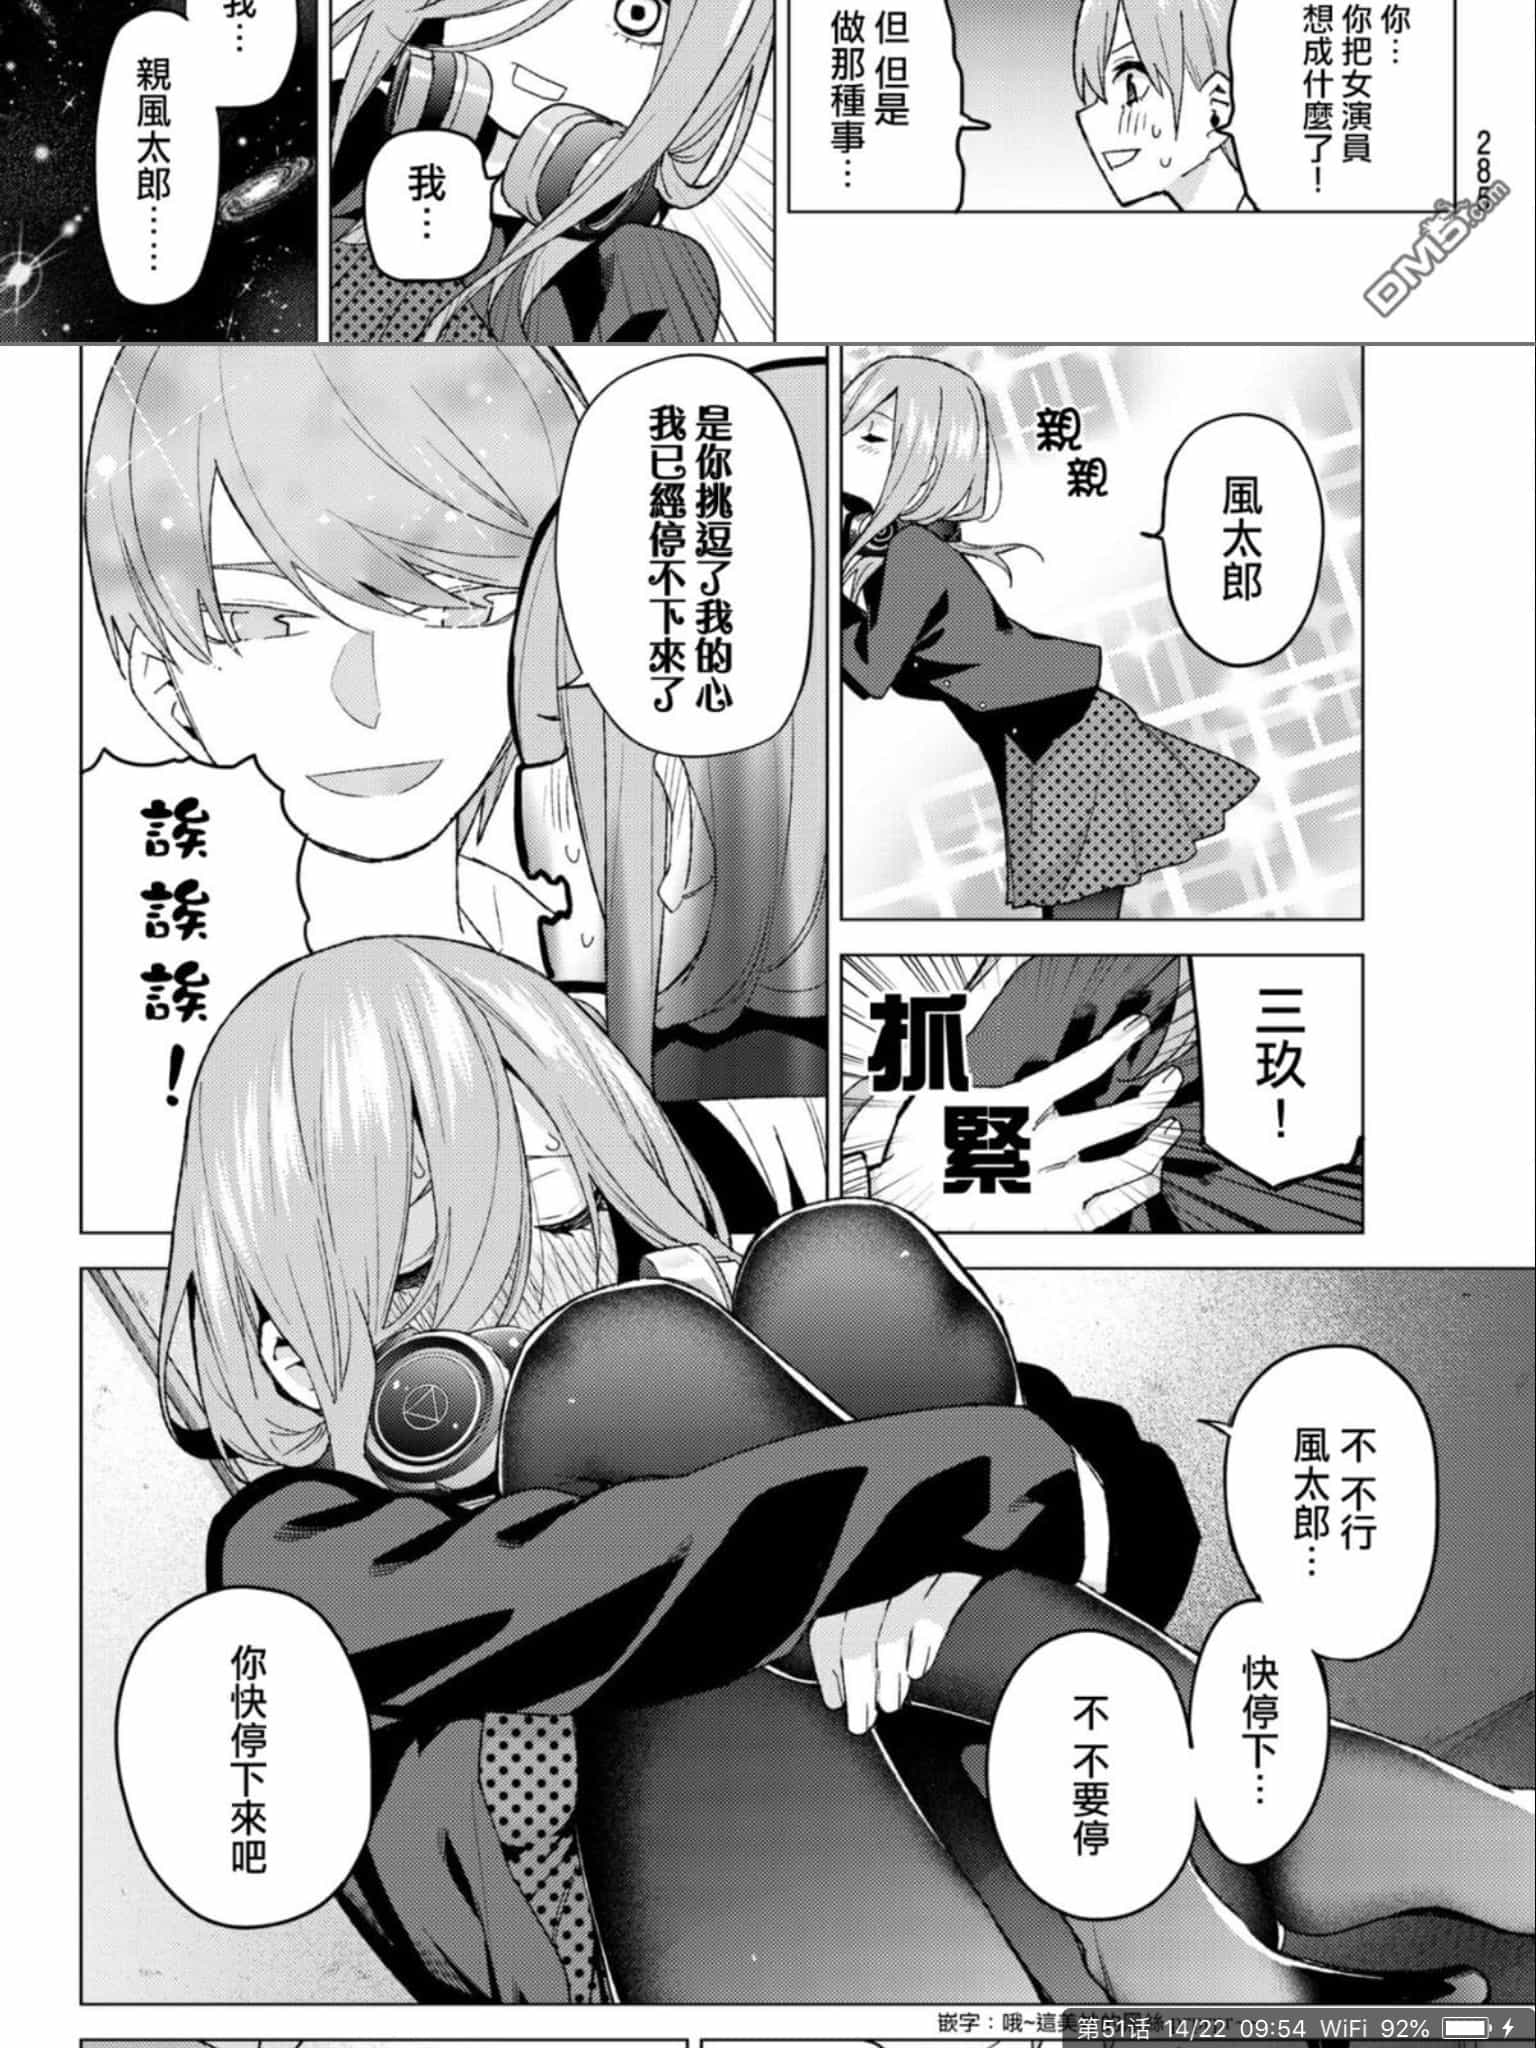 你…
你把女演員
想成什麼了！
但 但是
做那種事…
285
DM5.com
我…
我…
親風太郎……
風太郎
親親
三玖！
抓緊
是你挑逗了我的心
我已經停不下來了
誒誒誒！
不 不行
風太郎…
快停下…
不 不要停
你快停下來吧
嵌字：哦~這美
第51话 14/22 09:54 WiFi 92%